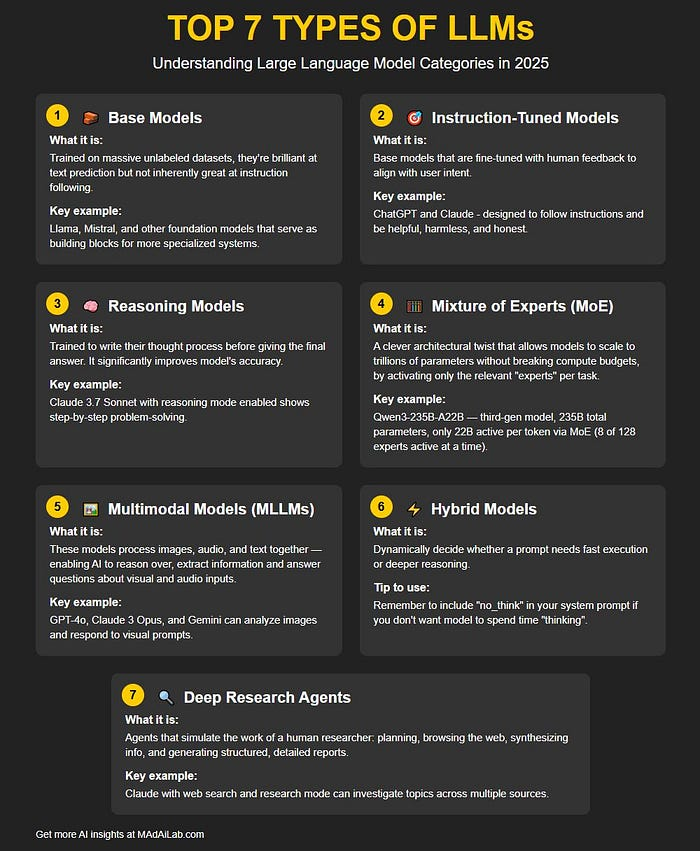 TOP 7 TYPES OF LLMs
Understanding Large Language Model Categories in 2025
1 Base Models
What it is:
Trained on massive unlabeled datasets, they're brilliant at
text prediction but not inherently great at instruction
following.
Key example:
Llama, Mistral, and other foundation models that serve as
building blocks for more specialized systems.
2 Instruction-Tuned Models
What it is:
Base models that are fine-tuned with human feedback to
align with user intent.
Key example:
ChatGPT and Claude - designed to follow instructions and
be helpful, harmless, and honest.
3 Reasoning Models
What it is:
Trained to write their thought process before giving the final
answer. It significantly improves model's accuracy.
Key example:
Claude 3.7 Sonnet with reasoning mode enabled shows
step-by-step problem-solving.
4 Mixture of Experts (MoE)
What it is:
A clever architectural twist that allows models to scale to
trillions of parameters without breaking compute budgets,
by activating only the relevant "experts" per task.
Key example:
Qwen3-235B-A22B — third-gen model, 235B total
parameters, only 22B active per token via MoE (8 of 128
experts active at a time).
5 Multimodal Models (MLLMs)
What it is:
These models process images, audio, and text together —
enabling AI to reason over, extract information and answer
questions about visual and audio inputs.
Key example:
GPT-4o, Claude 3 Opus, and Gemini can analyze images
and respond to visual prompts.
6 Hybrid Models
What it is:
Dynamically decide whether a prompt needs fast execution
or deeper reasoning.
Tip to use:
Remember to include "no_think" in your system prompt if
you don't want model to spend time "thinking".
7 Deep Research Agents
What it is:
Agents that simulate the work of a human researcher: planning, browsing the web, synthesizing
info, and generating structured, detailed reports.
Key example:
Claude with web search and research mode can investigate topics across multiple sources.
Get more AI insights at MAdAiLab.com